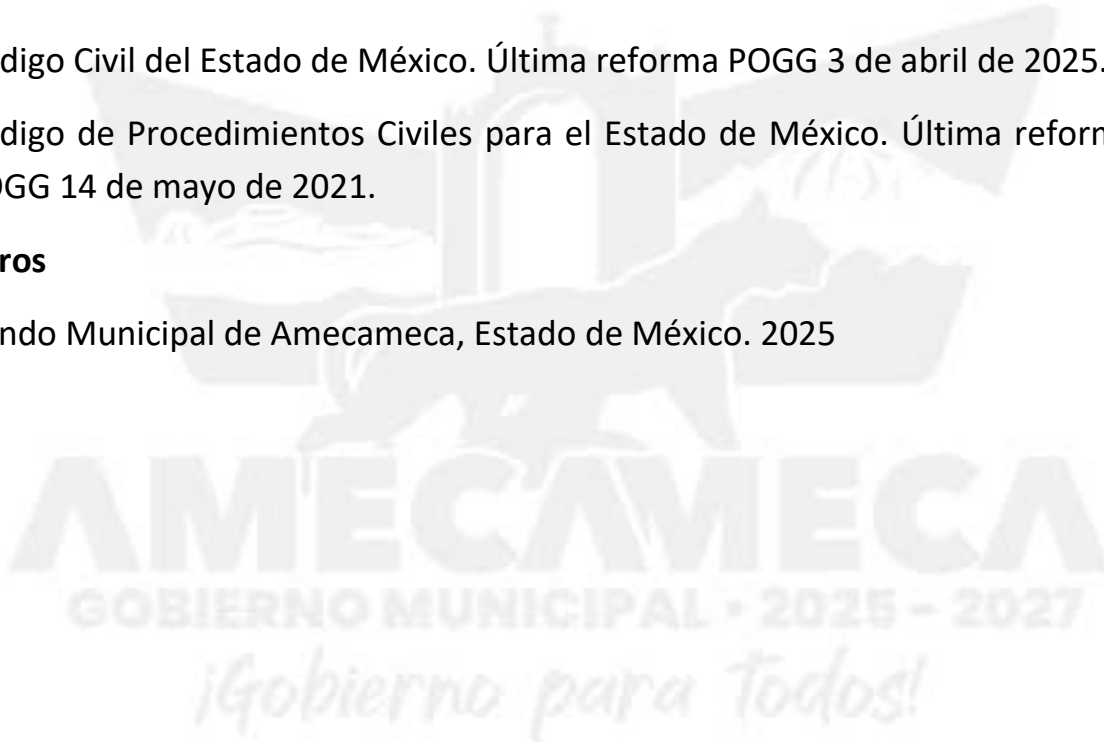 digo Civil del Estado de México. Última reforma POGG 3 de abril de 2025.
digo de Procedimientos Civiles para el Estado de México. Última reforn
OGG 14 de mayo de 2021.
ros
ndo Municipal de Amecameca, Estado de México. 2025
AMECAMECA
GOBIERNO MUNICIPAL • 2025 - 2027
¡Gobierno para Todos!